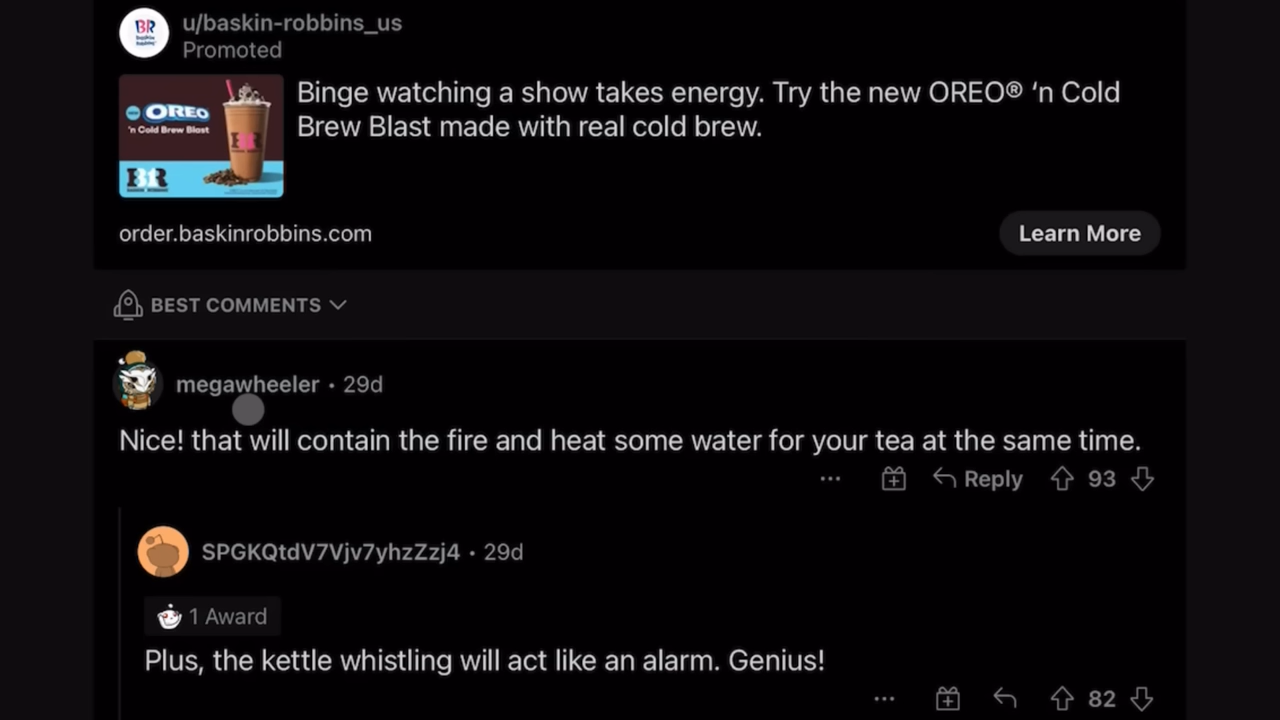 u/baskin-robbins_us
Promoted
OREO
'n Cold Brew Blast
BR
Binge watching a show takes energy. Try the new OREO® ‘n Cold
Brew Blast made with real cold brew.
order.baskinrobbins.com
Learn More
BEST COMMENTS
megawheeler • 29d
Nice! that will contain the fire and heat some water for your tea at the same time.
Reply 93
SPGKQtdV7Vjv7yhzZzj4 • 29d
1 Award
Plus, the kettle whistling will act like an alarm. Genius!
82